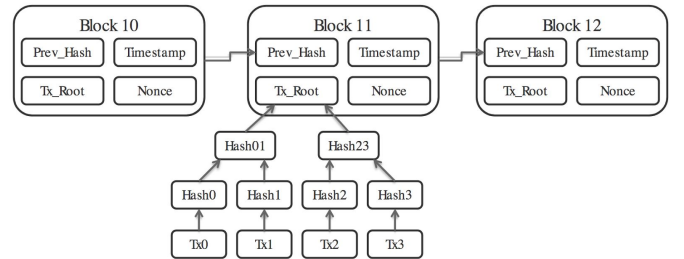 Block 10 Block 11 Block 12
Prev_Hash Timestamp Prev_Hash Timestamp Prev_Hash Timestamp
Tx_Root Nonce Tx_Root Nonce Tx_Root Nonce
Hash01 Hash23
Hash0 Hash1 Hash2 Hash3
Tx0 Tx1 Tx2 Tx3